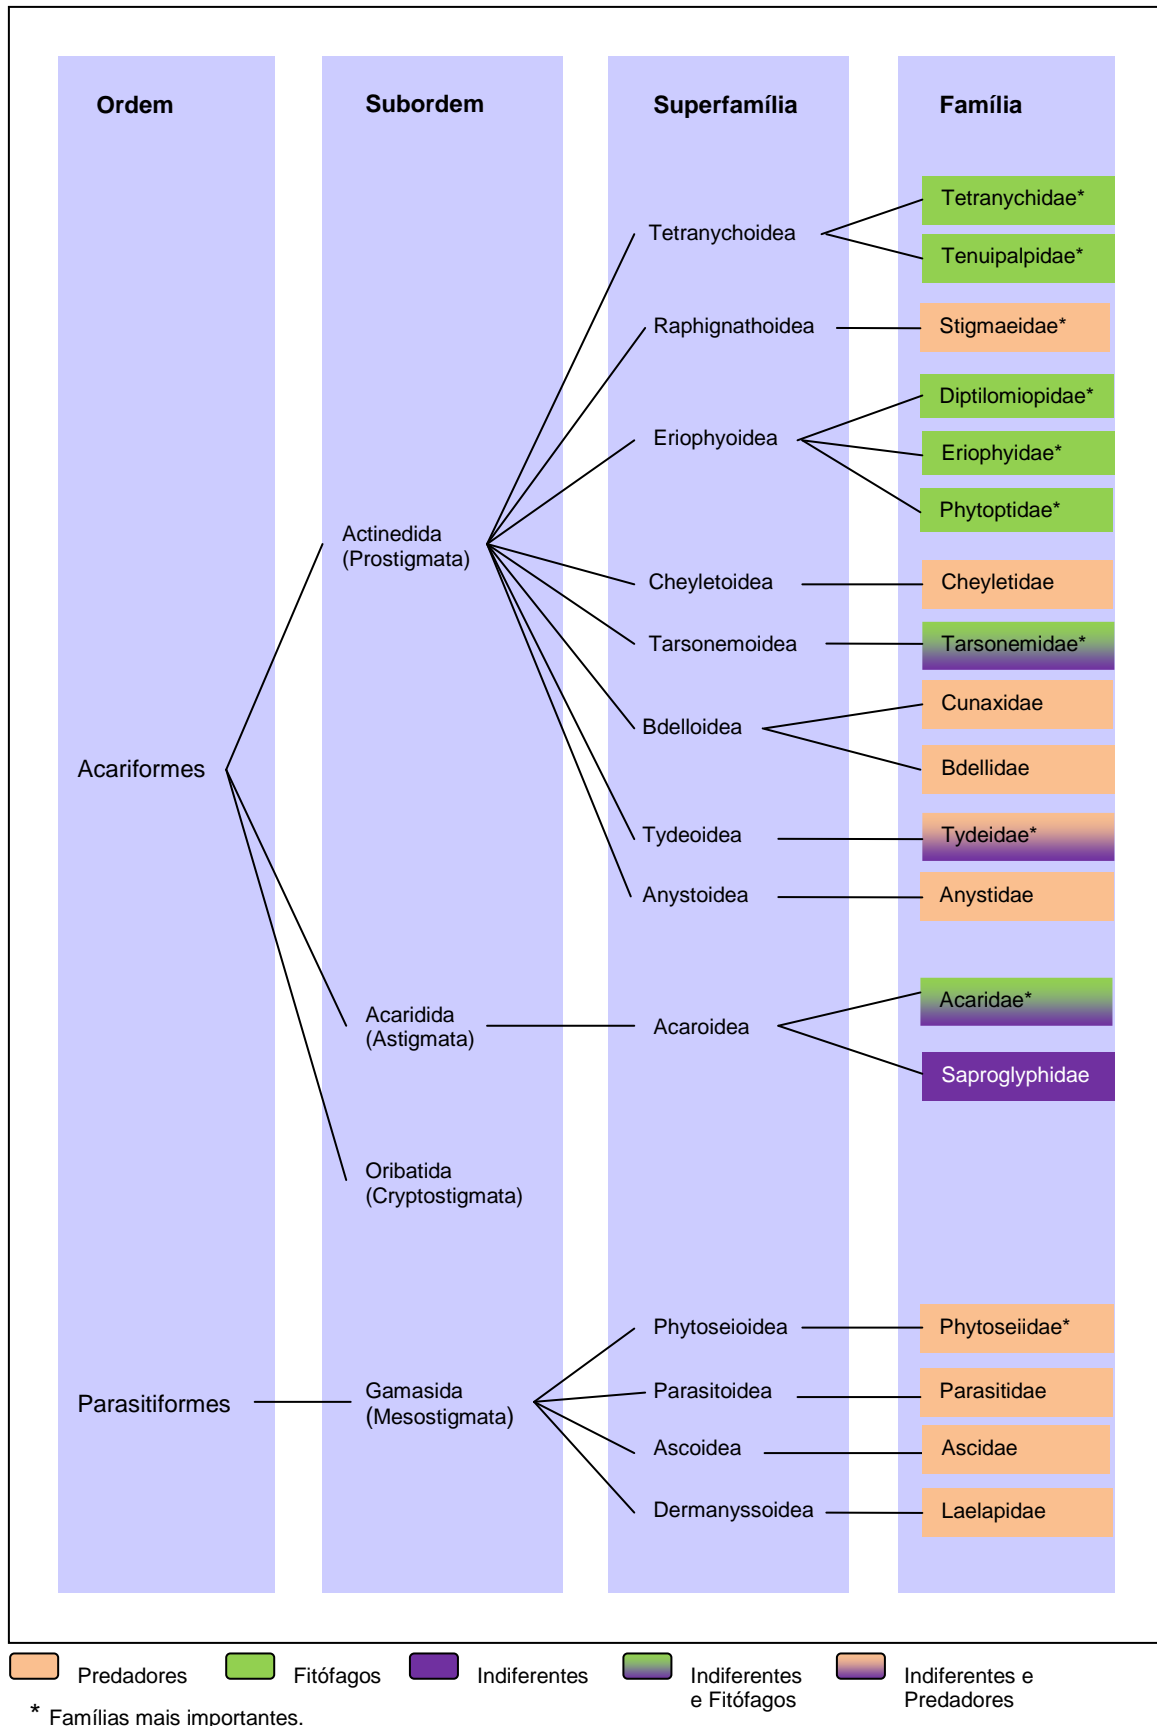 Ordem
Subordem
Superfamília
Família
Tetranychidae*
Tetranychoidea
Tenuipalpidae*
Raphignathoidea
Stigmaeidae*
Diptilomiopidae*
Eriophyoidea
Eriophyidae*
Phytoptidae*
Actinedida
(Prostigmata)
Cheyletoidea
Cheyletidae
Tarsonemoidea
Tarsonemidae*
Cunaxidae
Bdelloidea
Bdellidae
Acariformes
Tydeoidea
Tydeidae*
Anystoidea
Anystidae
Acaridae*
Acaridida
(Astigmata)
Acaroidea
Saproglyphidae
Oribatida
(Cryptostigmata)
Phytoseioidea
Phytoseiidae*
Parasitiformes
Gamasida
(Mesostigmata)
Parasitoidea
Parasitidae
Ascoidea
Ascidae
Dermanyssoidea
Laelapidae
Predadores
Fitófagos
Indiferentes
Indiferentes
e Fitófagos
Indiferentes e
Predadores
* Famílias mais importantes.